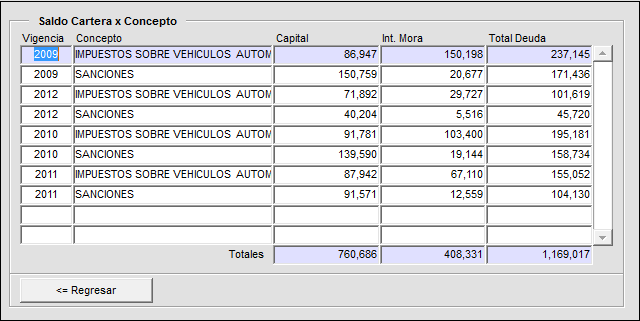 Saldo Cartera x Concepto
Vigencia Concepto Capital Int. Mora Total Deuda
2009 IMPUESTOS SOBRE VEHICULOS AUTOM 86,947 150,198 237,145
2009 SANCIONES 150,759 20,677 171,436
2012 IMPUESTOS SOBRE VEHICULOS AUTOM 71,892 29,727 101,619
2012 SANCIONES 40,204 5,516 45,720
2010 IMPUESTOS SOBRE VEHICULOS AUTOM 91,781 103,400 195,181
2010 SANCIONES 139,590 19,144 158,734
2011 IMPUESTOS SOBRE VEHICULOS AUTOM 87,942 67,110 155,052
2011 SANCIONES 91,571 12,559 104,130
Totales 760,686 408,331 1,169,017
<= Regresar